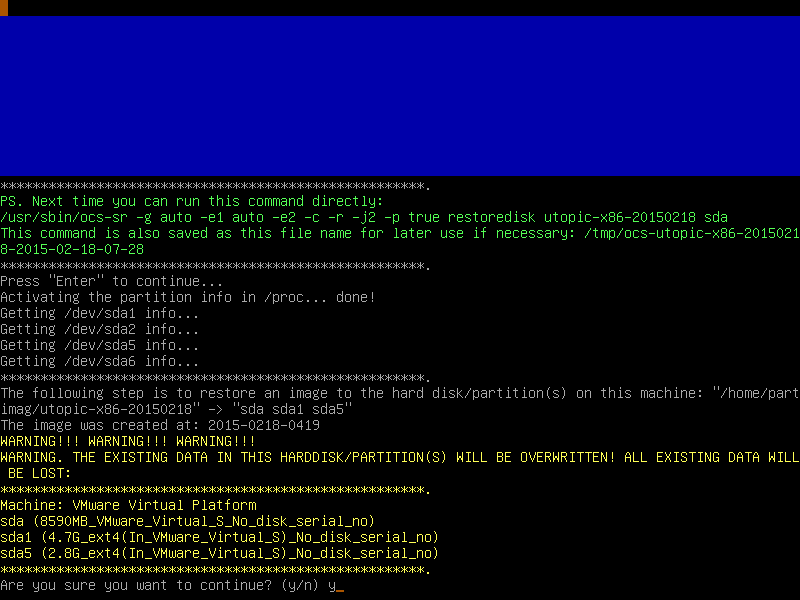 *****************************************************.
PS. Next time you can run this command directly:
/usr/sbin/ocs-sr -g auto -e1 auto -e2 -c -r -j2 -p true restoredisk utopic-x86-20150218 sda
This command is also saved as this file name for later use if necessary: /tmp/ocs-utopic-x86-2015021
8-2015-02-18-07-28
*****************************************************.
Press "Enter" to continue...
Activating the partition info in /proc... done!
Getting /dev/sda1 info...
Getting /dev/sda2 info...
Getting /dev/sda5 info...
Getting /dev/sda6 info...
*****************************************************.
The following step is to restore an image to the hard disk/partition(s) on this machine: "/home/part
imag/utopic-x86-20150218" -> "sda sda1 sda5"
The image was created at: 2015-0218-0419
WARNING!!! WARNING!!! WARNING!!!
WARNING. THE EXISTING DATA IN THIS HARDDISK/PARTITION(S) WILL BE OVERWRITTEN! ALL EXISTING DATA WILL
 BE LOST:
*****************************************************.
Machine: VMware Virtual Platform
sda (8590MB_VMware_Virtual_S_No_disk_serial_no)
sda1 (4.7G_ext4(In_VMware_Virtual_S)_No_disk_serial_no)
sda5 (2.8G_ext4(In_VMware_Virtual_S)_No_disk_serial_no)
*****************************************************.
Are you sure you want to continue? (y/n) y_